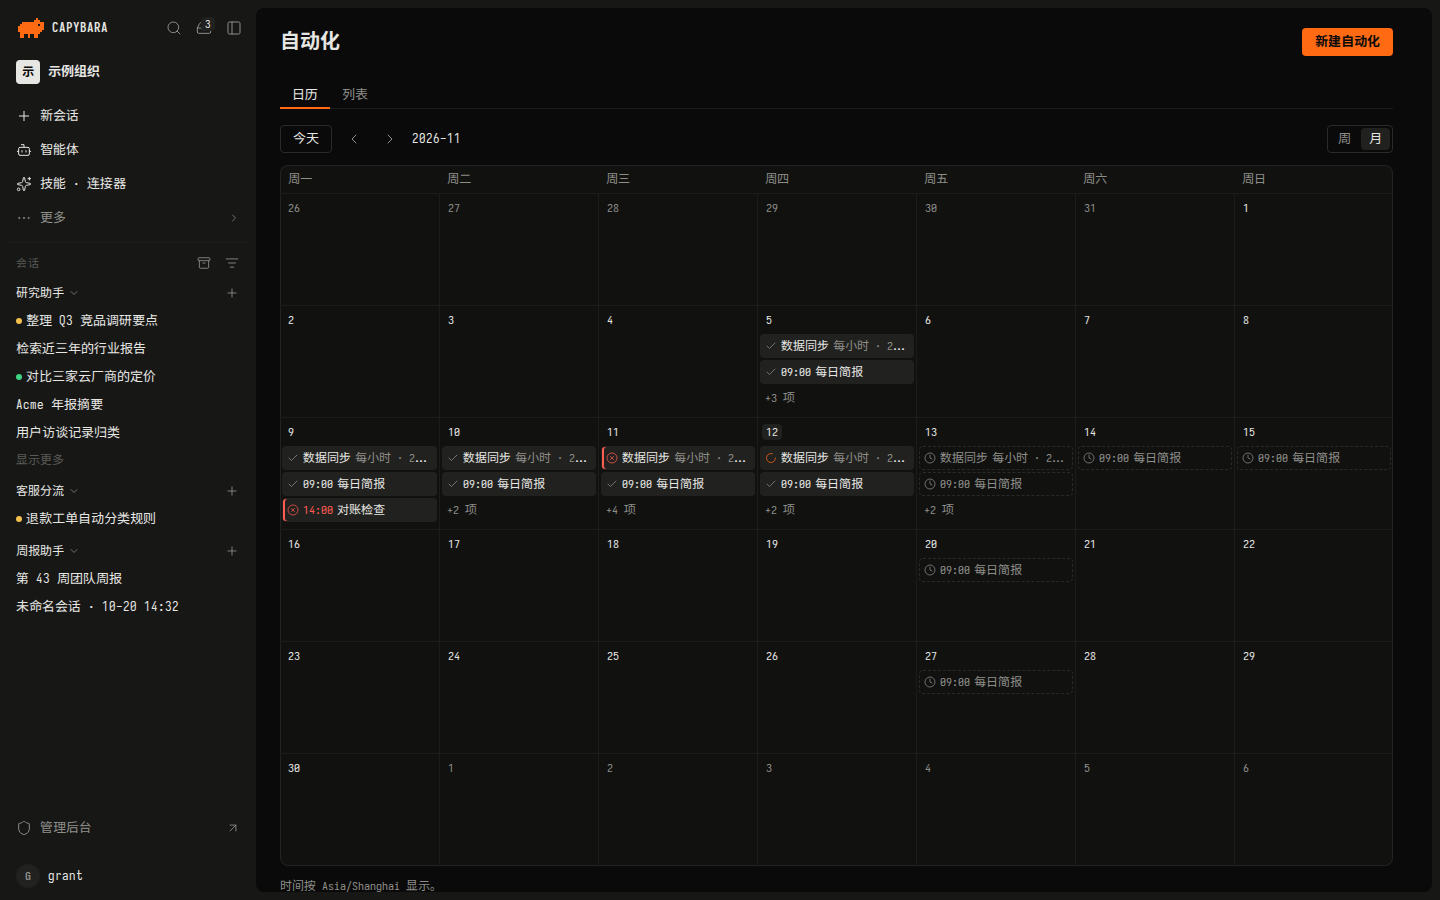 CAPYBARA
3
示 示例组织
新会话
智能体
技能 · 连接器
更多
会话
研究助手
整理 Q3 竞品调研要点
检索近三年的行业报告
对比三家云厂商的定价
Acme 年报摘要
用户访谈记录归类
显示更多
客服分流
退款工单自动分类规则
周报助手
第 43 周团队周报
未命名会话 · 10-20 14:32
管理后台
G grant
自动化
新建自动化
日历 列表
今天 2026-11 周 月
周一 周二 周三 周四 周五 周六 周日
26 27 28 29 30 31 1
2 3 4 5 6 7 8
数据同步 每小时 · 2...
09:00 每日简报
+3 项
9 10 11 12 13 14 15
数据同步 每小时 · 2... 数据同步 每小时 · 2... 数据同步 每小时 · 2... 数据同步 每小时 · 2... 数据同步 每小时 · 2... 09:00 每日简报 09:00 每日简报
09:00 每日简报 09:00 每日简报 09:00 每日简报 09:00 每日简报 09:00 每日简报
14:00 对账检查 +2 项 +4 项 +2 项 +2 项
16 17 18 19 20 21 22
09:00 每日简报
23 24 25 26 27 28 29
09:00 每日简报
30 1 2 3 4 5 6
时间按 Asia/Shanghai 显示。